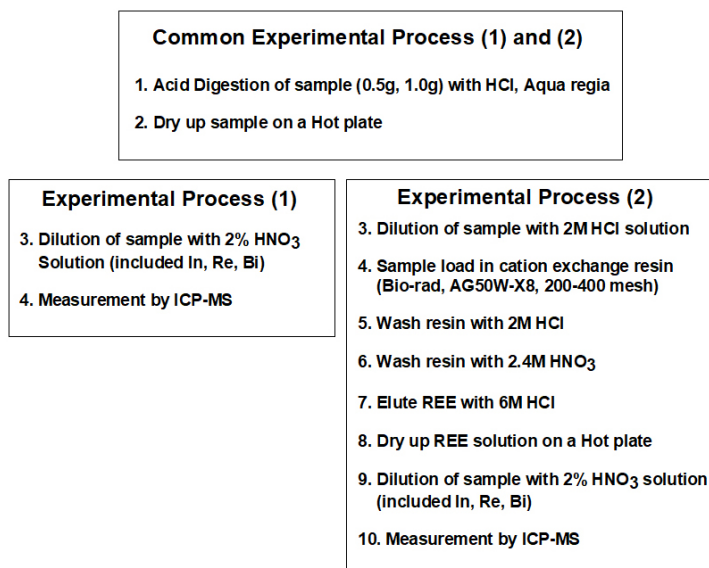 Common Experimental Process (1) and (2)
1. Acid Digestion of sample (0.5g, 1.0g) with HCl, Aqua regia
2. Dry up sample on a Hot plate
Experimental Process (1)
3. Dilution of sample with 2% HNO3
Solution (included In, Re, Bi)
4. Measurement by ICP-MS
Experimental Process (2)
3. Dilution of sample with 2M HCl solution
4. Sample load in cation exchange resin
(Bio-rad, AG50W-X8, 200-400 mesh)
5. Wash resin with 2M HCl
6. Wash resin with 2.4M HNO3
7. Elute REE with 6M HCl
8. Dry up REE solution on a Hot plate
9. Dilution of sample with 2% HNO3 solution
(included In, Re, Bi)
10. Measurement by ICP-MS